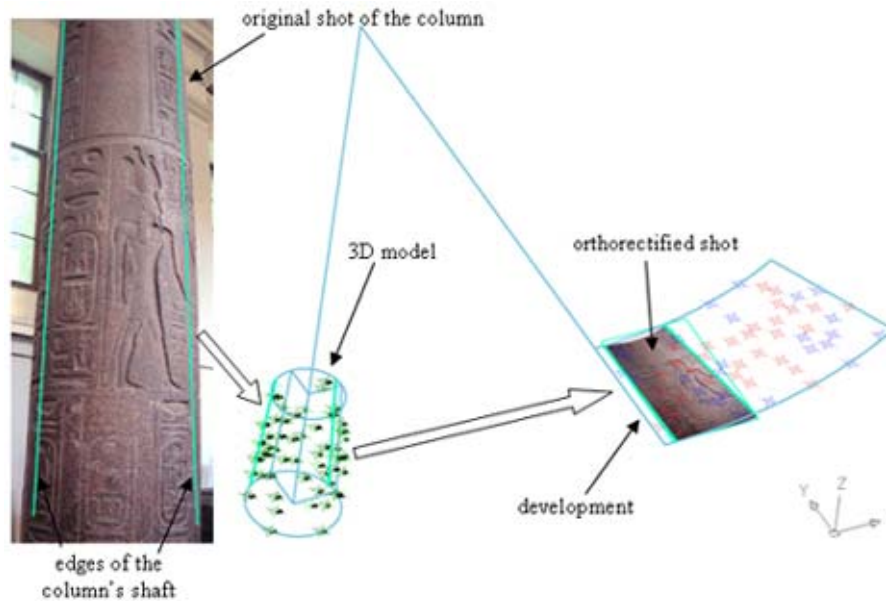 original shot of the column
3D model
orthorectified shot
development
edges of the
column's shaft
Y
Z